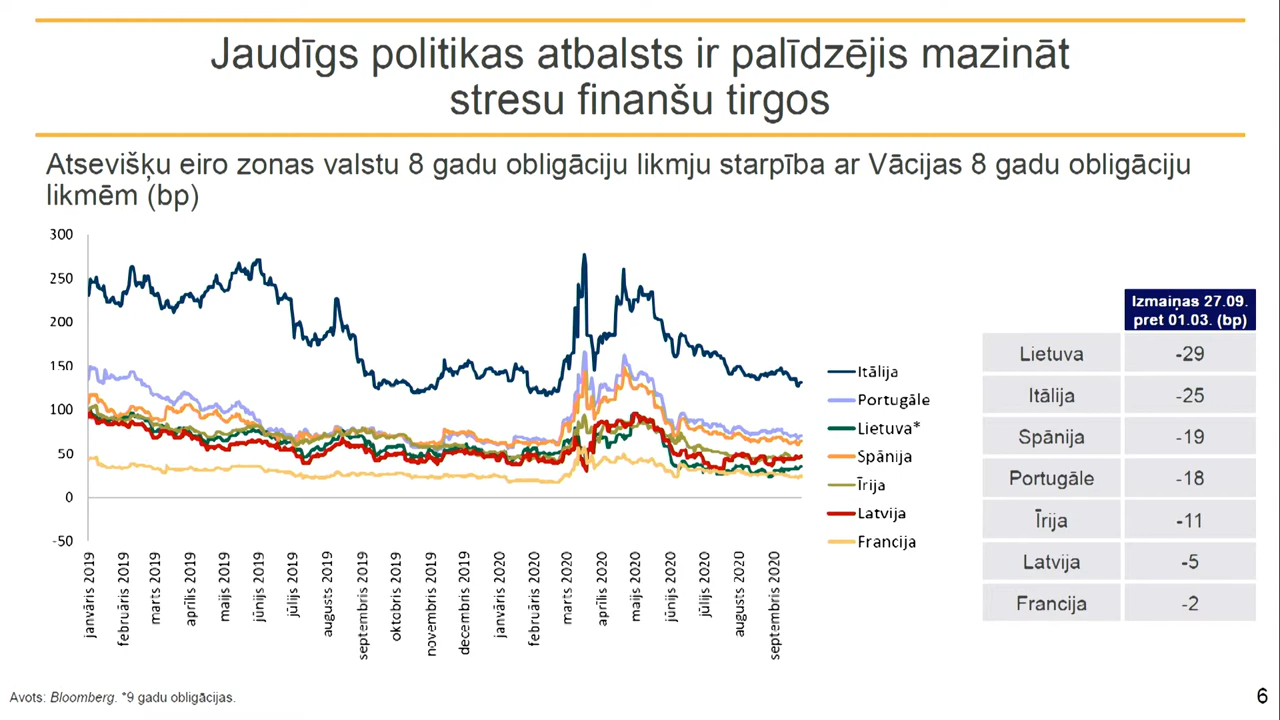 Jaudīgs politikas atbalsts ir palīdzējis mazināt
stresu finanšu tirgos
Atsevišķu eiro zonas valstu 8 gadu obligāciju likmju starpība ar Vācijas 8 gadu obligāciju
likmēm (bp)
300
250
200
150
100
50
0
-50
janvāris 2019
februāris 2019
marts 2019
aprīlis 2019
maijs 2019
jūnijs 2019
jūlijs 2019
augusts 2019
septembris 2019
oktobris 2019
novembris 2019
decembris 2019
janvāris 2020
februāris 2020
marts 2020
aprīlis 2020
maijs 2020
jūnijs 2020
jūlijs 2020
augusts 2020
septembris 2020
Itālija
Portugāle
Lietuva*
Spānija
Īrija
Latvija
Francija
Izmaiņas 27.09.
pret 01.03. (bp)
Lietuva -29
Itālija -25
Spānija -19
Portugāle -18
Īrija -11
Latvija -5
Francija -2
Avots: Bloomberg. *9 gadu obligācijas.
6